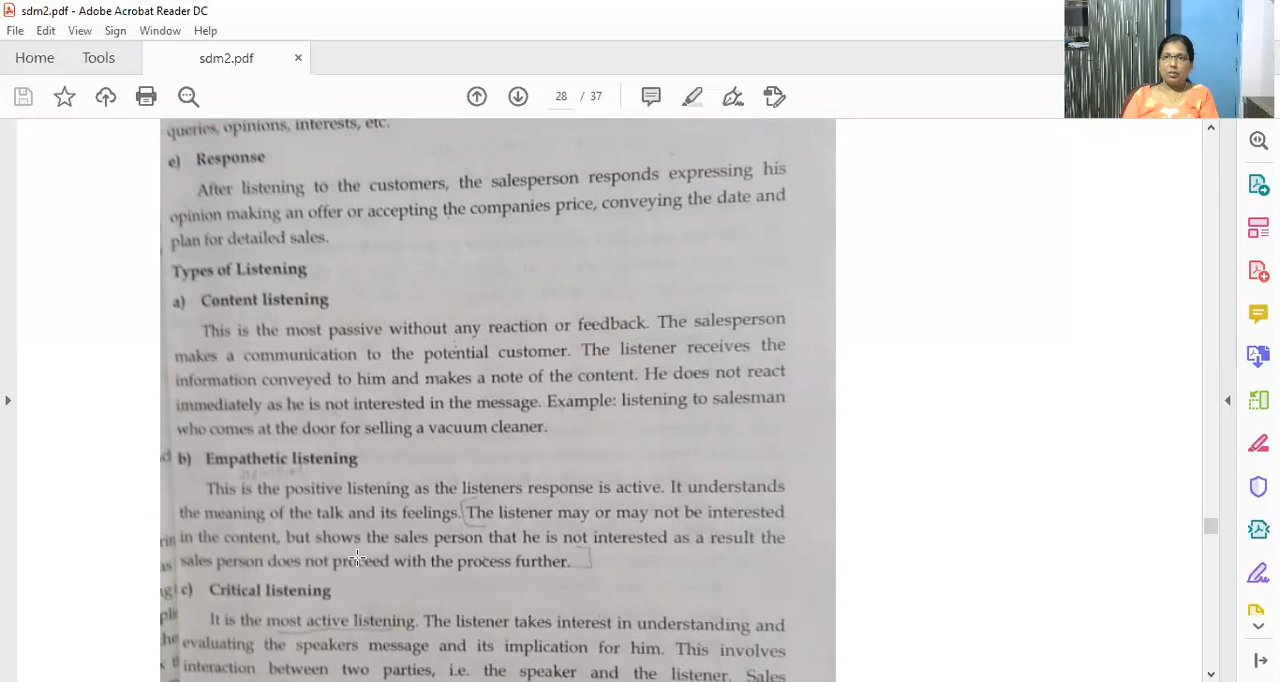 sdm2.pdf - Adobe Acrobat Reader DC
File Edit View Sign Window Help
Home Tools sdm2.pdf ×
28 / 37
queries, opinions, interests, etc.
e) Response
After listening to the customers, the salesperson responds expressing his
opinion making an offer or accepting the companies price, conveying the date and
plan for detailed sales.
Types of Listening
a) Content listening
This is the most passive without any reaction or feedback. The salesperson
makes a communication to the potential customer. The listener receives the
information conveyed to him and makes a note of the content. He does not react
immediately as he is not interested in the message. Example: listening to salesman
who comes at the door for selling a vacuum cleaner.
b) Empathetic listening
This is the positive listening as the listeners response is active. It understands
the meaning of the talk and its feelings. The listener may or may not be interested
in the content, but shows the sales person that he is not interested as a result the
sales person does not proceed with the process further.
c) Critical listening
It is the most active listening. The listener takes interest in understanding and
evaluating the speakers message and its implication for him. This involves
interaction between two parties, i.e. the speaker and the listener. Sales